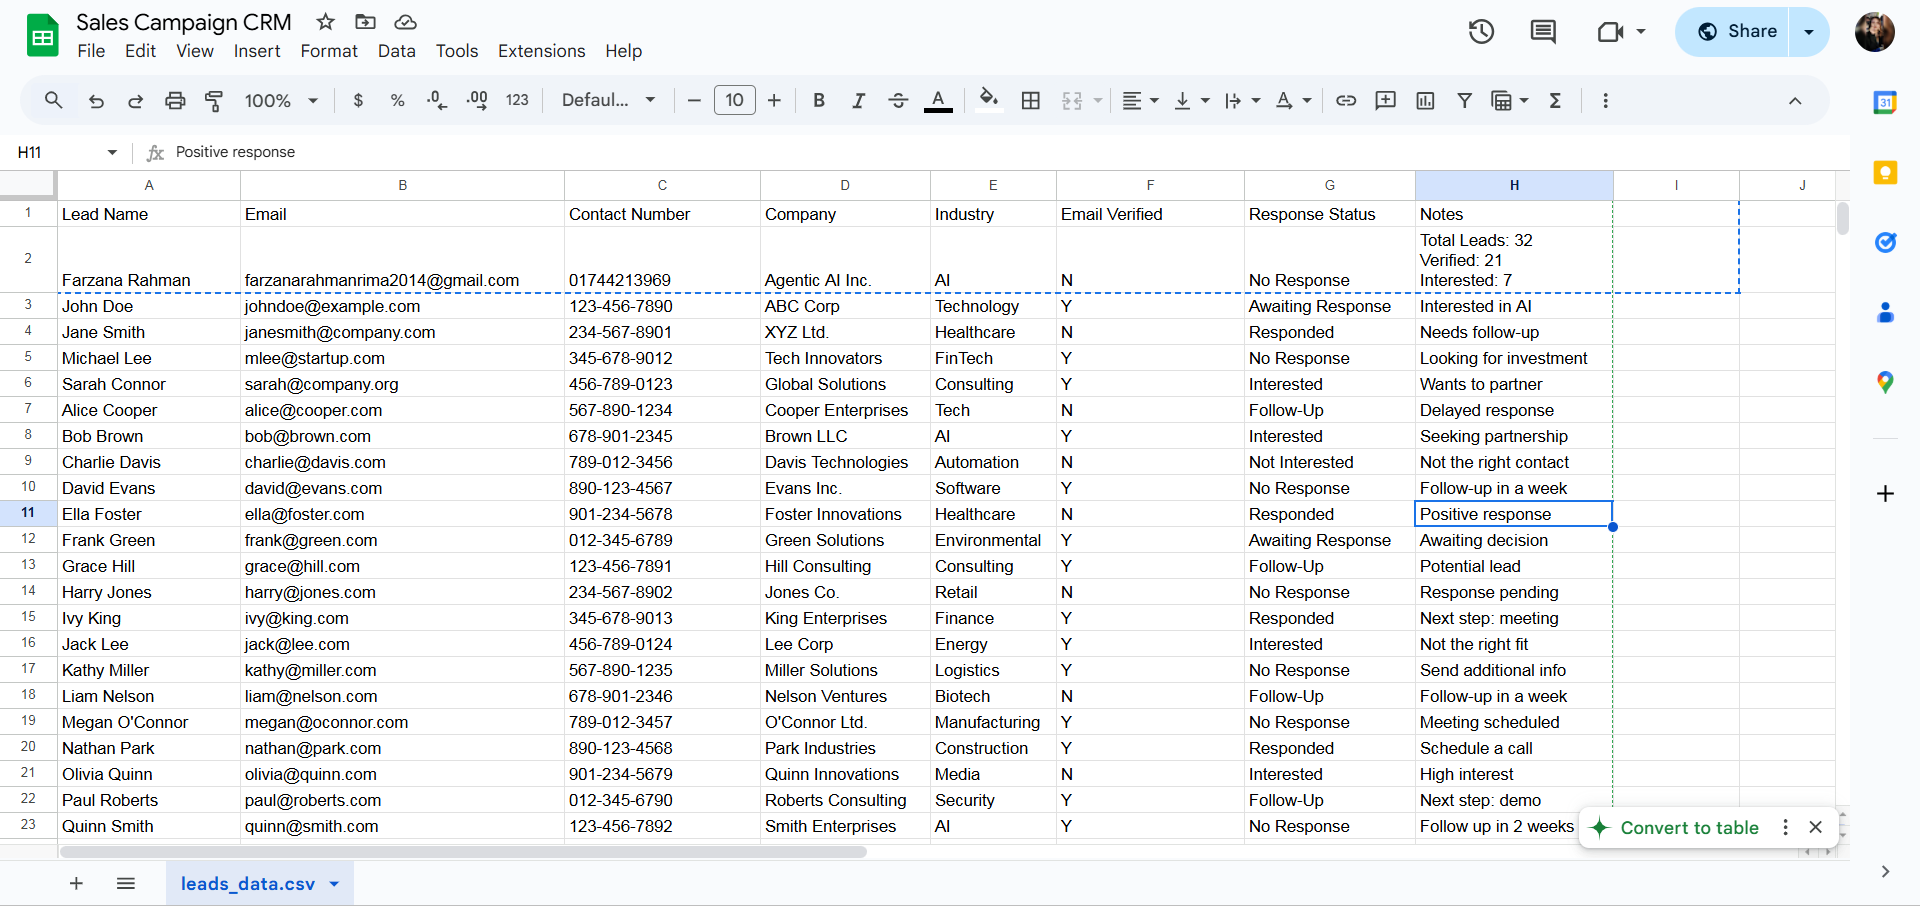 Sales Campaign CRM
File Edit View Insert Format Data Tools Extensions Help
Share
100% $ % .0 .00 123 Defaul... 10 B I A
31
H11 fx Positive response
A B C D E F G H I J
1 Lead Name Email Contact Number Company Industry Email Verified Response Status Notes
Total Leads: 32
Verified: 21
2 Farzana Rahman farzanarahmanrima2014@gmail.com 01744213969 Agentic AI Inc. AI N No Response Interested: 7
3 John Doe johndoe@example.com 123-456-7890 ABC Corp Technology Y Awaiting Response Interested in AI
4 Jane Smith janesmith@company.com 234-567-8901 XYZ Ltd. Healthcare N Responded Needs follow-up
5 Michael Lee mlee@startup.com 345-678-9012 Tech Innovators FinTech Y No Response Looking for investment
6 Sarah Connor sarah@company.org 456-789-0123 Global Solutions Consulting Y Interested Wants to partner
7 Alice Cooper alice@cooper.com 567-890-1234 Cooper Enterprises Tech N Follow-Up Delayed response
8 Bob Brown bob@brown.com 678-901-2345 Brown LLC AI Y Interested Seeking partnership
9 Charlie Davis charlie@davis.com 789-012-3456 Davis Technologies Automation N Not Interested Not the right contact
10 David Evans david@evans.com 890-123-4567 Evans Inc. Software Y No Response Follow-up in a week
11 Ella Foster ella@foster.com 901-234-5678 Foster Innovations Healthcare N Responded Positive response
12 Frank Green frank@green.com 012-345-6789 Green Solutions Environmental Y Awaiting Response Awaiting decision
13 Grace Hill grace@hill.com 123-456-7891 Hill Consulting Consulting Y Follow-Up Potential lead
14 Harry Jones harry@jones.com 234-567-8902 Jones Co. Retail N No Response Response pending
15 Ivy King ivy@king.com 345-678-9013 King Enterprises Finance Y Responded Next step: meeting
16 Jack Lee jack@lee.com 456-789-0124 Lee Corp Energy Y Interested Not the right fit
17 Kathy Miller kathy@miller.com 567-890-1235 Miller Solutions Logistics Y No Response Send additional info
18 Liam Nelson liam@nelson.com 678-901-2346 Nelson Ventures Biotech N Follow-Up Follow-up in a week
19 Megan O'Connor megan@oconnor.com 789-012-3457 O'Connor Ltd. Manufacturing Y No Response Meeting scheduled
20 Nathan Park nathan@park.com 890-123-4568 Park Industries Construction Y Responded Schedule a call
21 Olivia Quinn olivia@quinn.com 901-234-5679 Quinn Innovations Media N Interested High interest
22 Paul Roberts paul@roberts.com 012-345-6790 Roberts Consulting Security Y Follow-Up Next step: demo
23 Quinn Smith quinn@smith.com 123-456-7892 Smith Enterprises AI Y No Response Follow up in 2 weeks
Convert to table
leads_data.csv